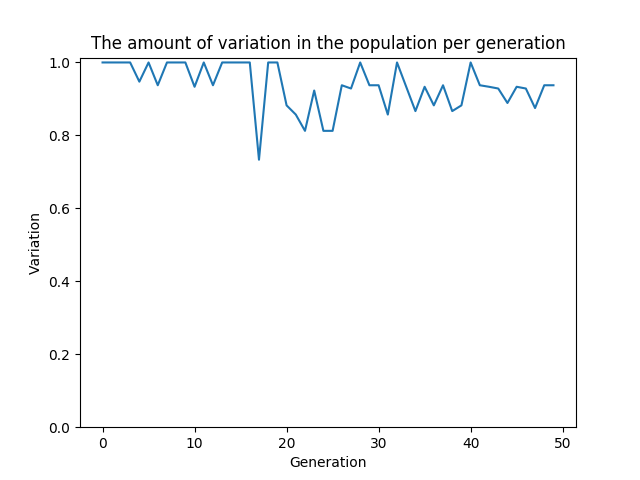 The amount of variation in the population per generation
1.0
0.8
0.6
0.4
0.2
0.0
Variation
0 10 20 30 40 50
Generation